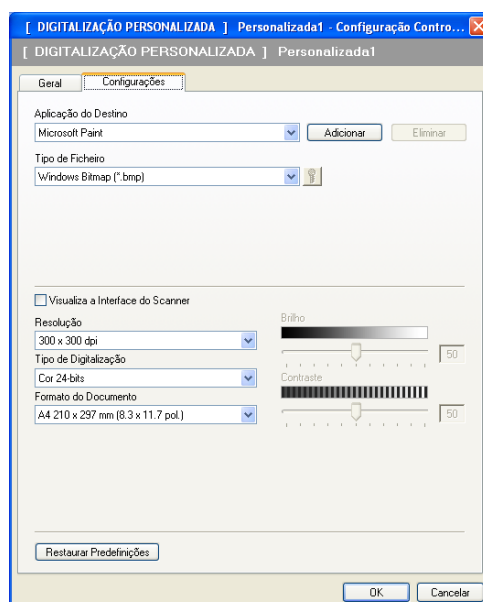 [ DIGITALIZAÇÃO PERSONALIZADA ] Personalizada1 - Configuração Contro...
[ DIGITALIZAÇÃO PERSONALIZADA ] Personalizada1
Geral Configurações
Aplicação do Destino
Microsoft Paint Adicionar Eliminar
Tipo de Ficheiro
Windows Bitmap (*.bmp)
Visualiza a Interface do Scanner
Resolução Brilho
300 x 300 dpi
50
Tipo de Digitalização
Cor 24-bits Contraste
Formato do Documento
A4 210 x 297 mm (8.3 x 11.7 pol.) 50
Restaurar Predefinições
OK Cancelar